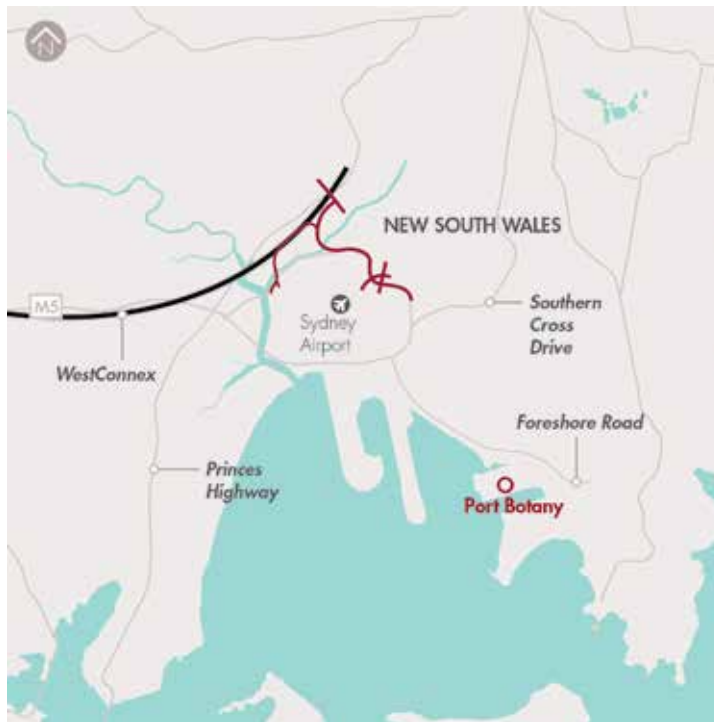 N
NEW SOUTH WALES
M5
Sydney
Airport
Southern
Cross
Drive
WestConnex
Foreshore Road
Princes
Highway
Port Botany